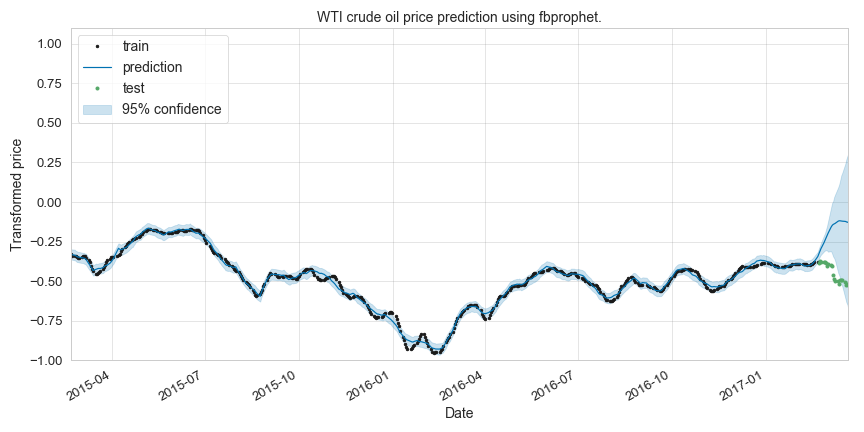 WTI crude oil price prediction using fbprophet.
train
prediction
test
95% confidence
Transformed price
1.00
0.75
0.50
0.25
0.00
−0.25
−0.50
−0.75
−1.00
2015-04
2015-07
2015-10
2016-01
2016-04
2016-07
2016-10
2017-01
Date